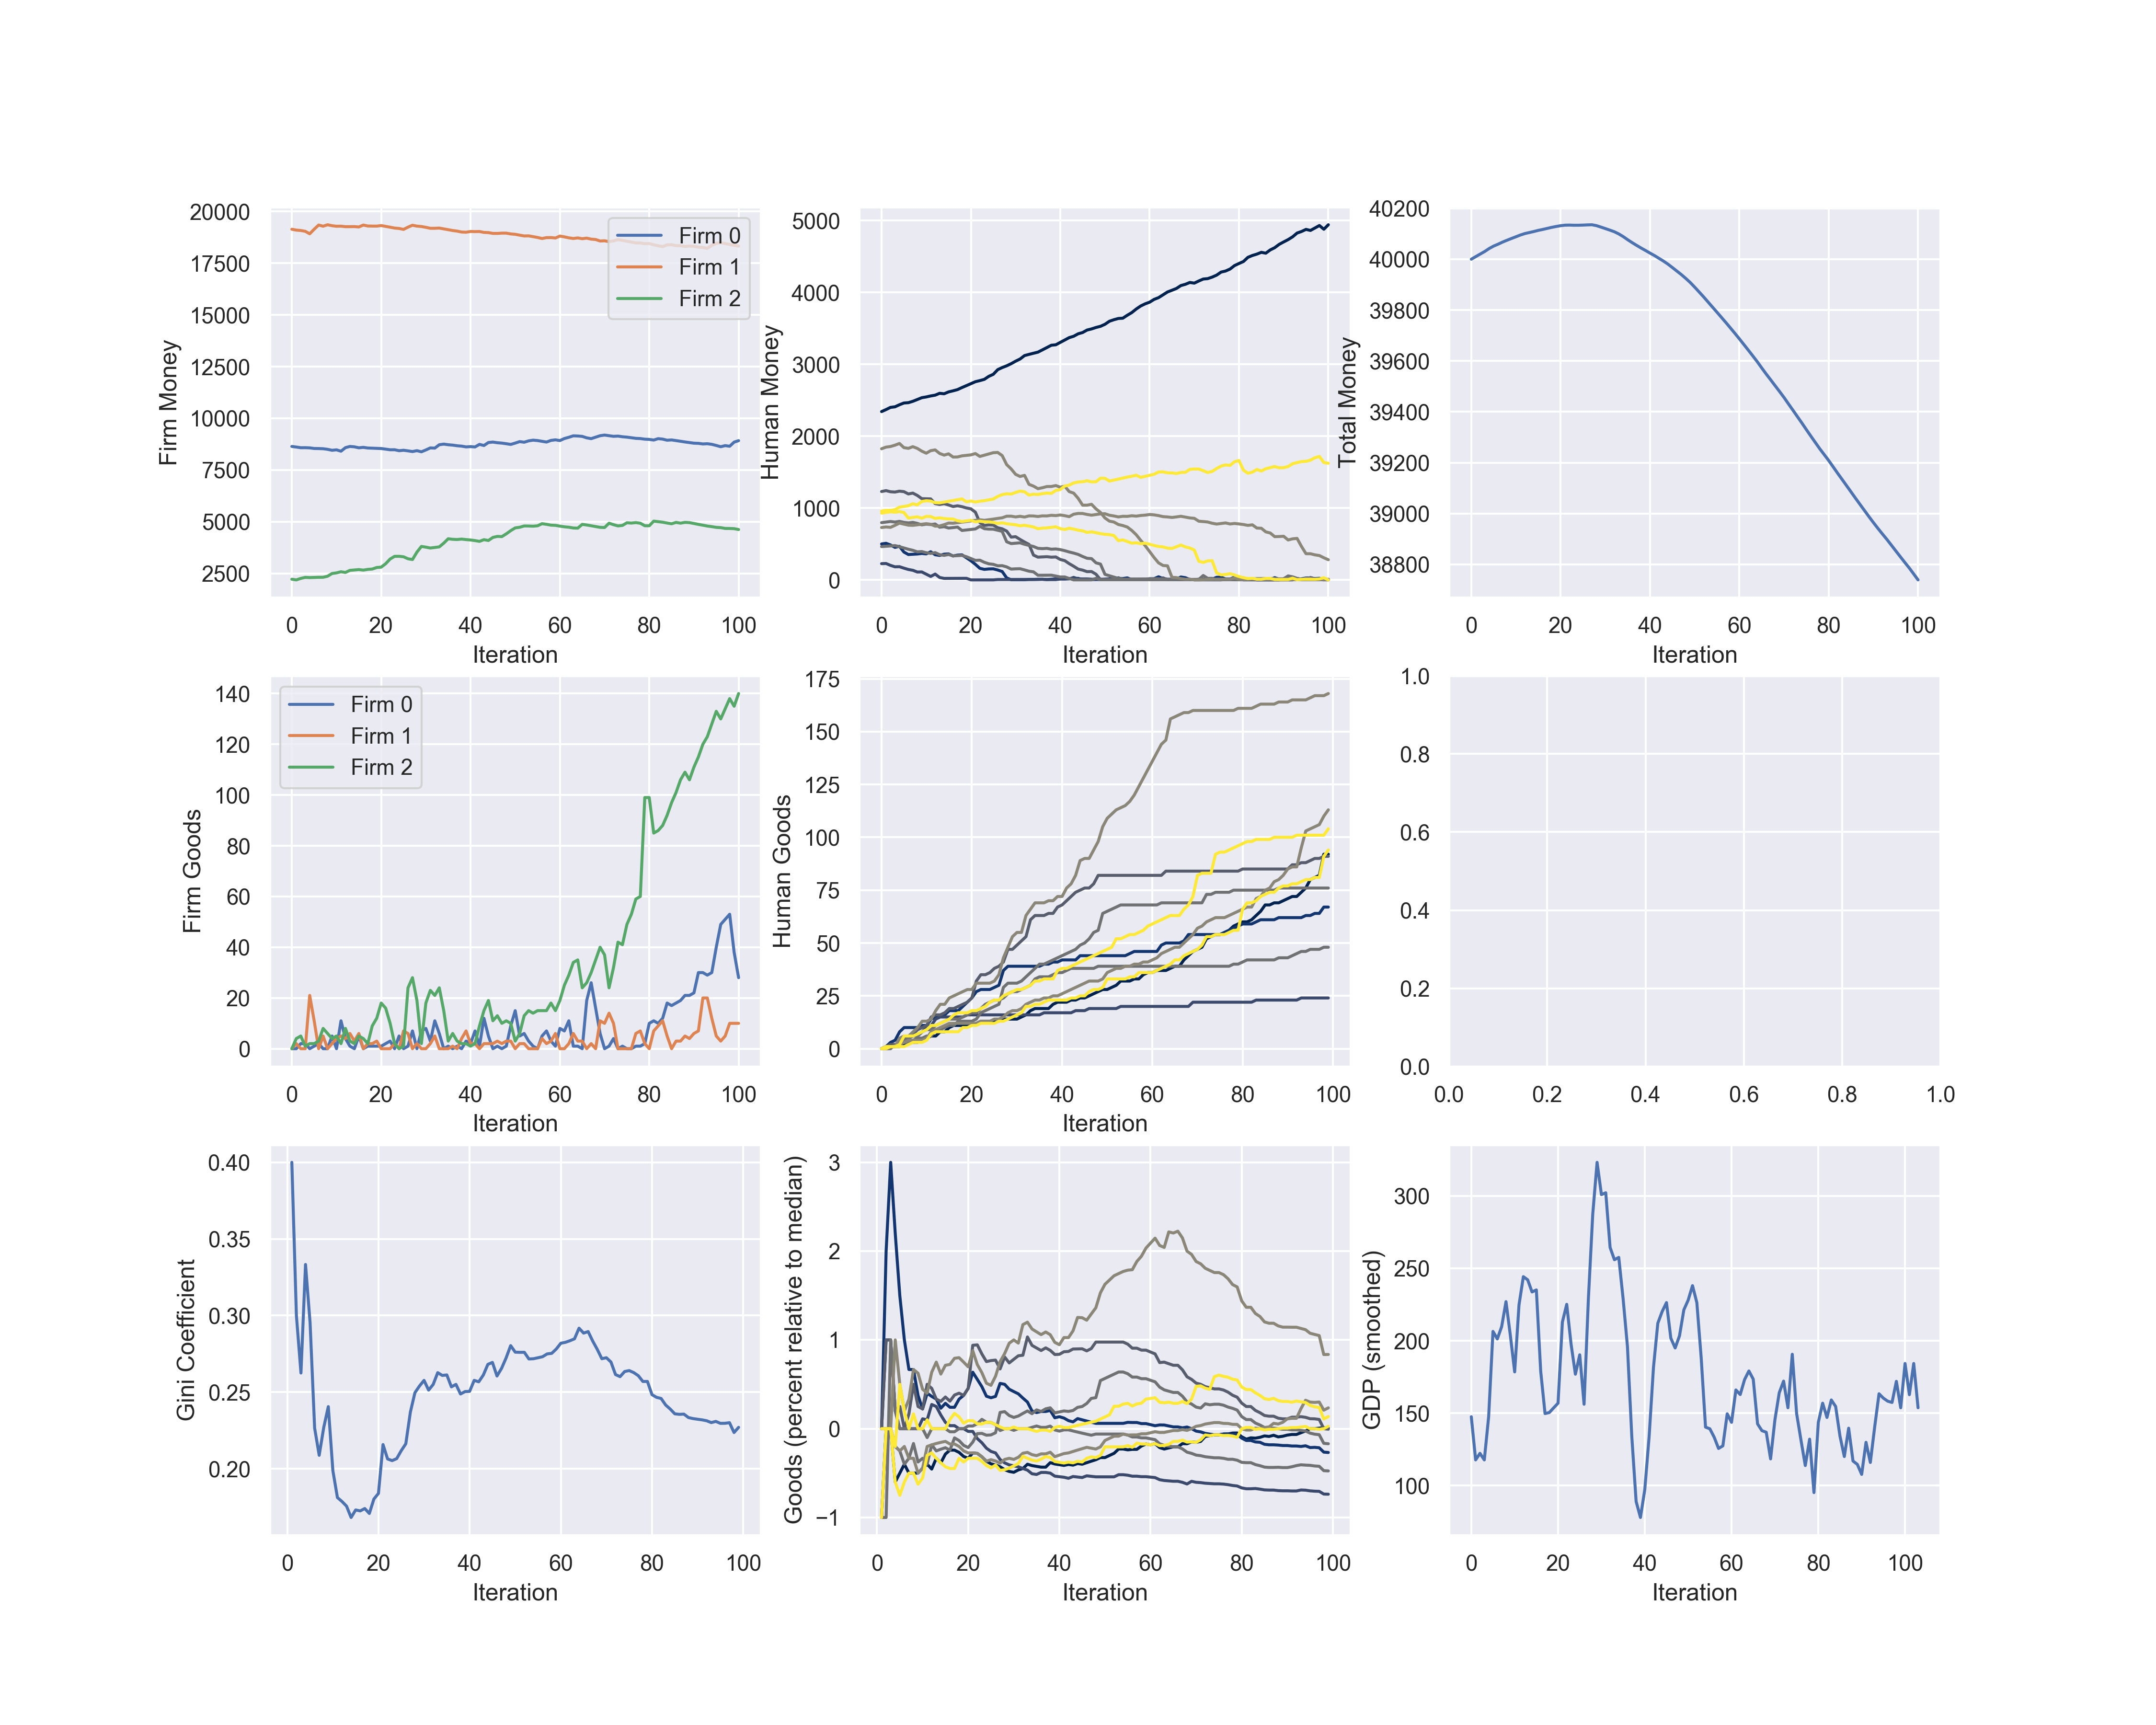 Firm Money
20000
17500
15000
12500
10000
7500
5000
2500
Firm 0
Firm 1
Firm 2
0 20 40 60 80 100
Iteration
Human Money
5000
4000
3000
2000
1000
0
0 20 40 60 80 100
Iteration
Total Money
40200
40000
39800
39600
39400
39200
39000
38800
0 20 40 60 80 100
Iteration
Firm Goods
140
120
100
80
60
40
20
0
Firm 0
Firm 1
Firm 2
0 20 40 60 80 100
Iteration
Human Goods
175
150
125
100
75
50
25
0
0 20 40 60 80 100
Iteration
1.0
0.8
0.6
0.4
0.2
0.0
0.0 0.2 0.4 0.6 0.8 1.0
Gini Coefficient
0.40
0.35
0.30
0.25
0.20
0 20 40 60 80 100
Iteration
Goods (percent relative to median)
3
2
1
0
−1
0 20 40 60 80 100
Iteration
GDP (smoothed)
300
250
200
150
100
0 20 40 60 80 100
Iteration